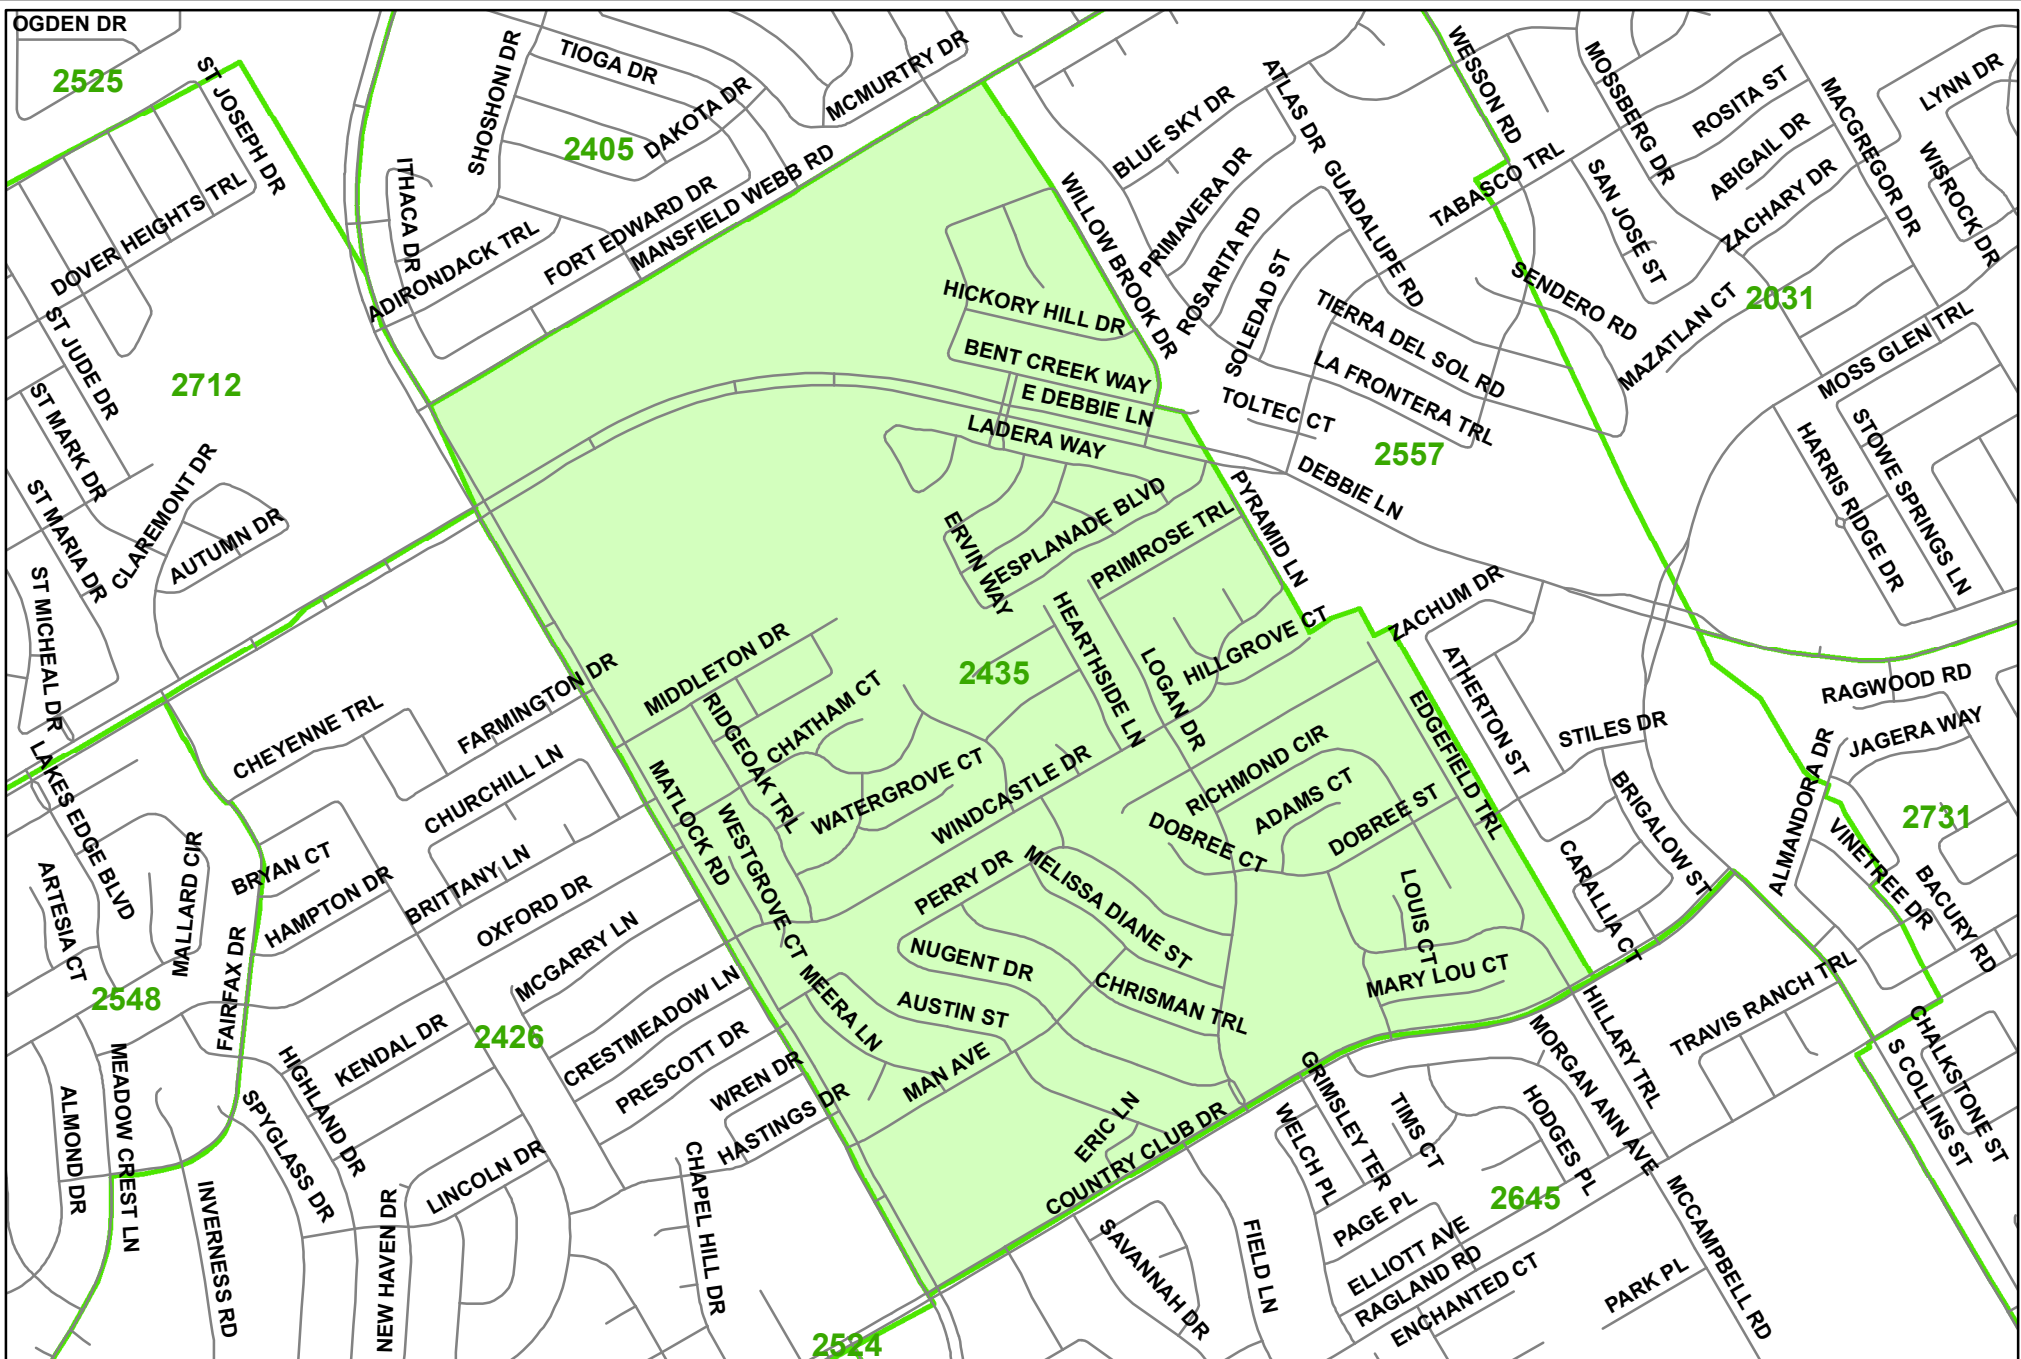 OGDEN DR
2525
ST JOSEPH DR
SHOSHONI DR
TIOGA DR
MCMURTRY DR
2405
DAKOTA DR
ATLAS DR
BLUE SKY DR
WESSON RD
MOSSBERG DR
ROSITA ST
MACGREGOR DR
LYNN DR
ABIGAIL DR
WISROCK DR
DOVER HEIGHTS TRL
ITHACA DR
ADIRONDACK TRL
FORT EDWARD DR
MANSFIELD WEBB RD
WILLOW BROOK DR
PRIMAVERA DR
GUADALUPE RD
TABASCO TRL
SAN JOSE ST
ZACHARY DR
ROSARITA RD
SOLEDAD ST
HICKORY HILL DR
TIERRA DEL SOL RD
SENDERO RD
MAZATLAN CT
2031
ST JUDE DR
2712
BENT CREEK WAY
LA FRONTERA TRL
MOSS GLEN TRL
ST MARK DR
E DEBBIE LN
TOLTEC CT
LADERA WAY
2557
HARRIS RIDGE DR
STOWE SPRINGS LN
CLAREMONT DR
DEBBIE LN
ST MARIA DR
AUTUMN DR
ERVIN WAY
ESPLANADE BLVD
PRIMROSE TRL
PYRAMID LN
ST MICHEAL DR
HEARTHSIDE LN
ZACHUM DR
MIDDLETON DR
2435
LOGAN DR
HILLGROVE CT
ATHERTON ST
FARMINGTON DR
CHEYENNE TRL
RIDGEOAK TRL
CHATHAM CT
EDGEFIELD TRL
RAGWOOD RD
STILES DR
JAGERA WAY
LAKES EDGE BLVD
CHURCHILL LN
MATLOCK RD
WATERGROVE CT
WINDCASTLE DR
RICHMOND CIR
ADAMS CT
BRIGALOW ST
ALMANDORA DR
2731
WESTGROVE CT
DOBREE CT
DOBREE ST
VINETREE DR
MALLARD CIR
BRYAN CT
BRITTANY LN
PERRY DR
MELISSA DIANE ST
CARALLIA CT
BACURY RD
ARTESIA CT
HAMPTON DR
OXFORD DR
LOUIS CT
FAIRFAX DR
MCGARRY LN
NUGENT DR
MARY LOU CT
TRAVIS RANCH TRL
2548
2426
CRESTMEADOW LN
MEERA LN
AUSTIN ST
CHRISMAN TRL
HILLARY TRL
MEADOW CREST LN
KENDAL DR
PRESCOTT DR
MORGAN ANN AVE
CHALKSTONE ST
S COLLINS ST
ALMOND DR
HIGHLAND DR
WREN DR
MAN AVE
GRIMSLEY TER
TIMS CT
HODGES PL
SPYGLASS DR
HASTINGS DR
ERIC LN
WELCH PL
COUNTRY CLUB DR
LINCOLN DR
CHAPEL HILL DR
2645
MCCAMPBELL RD
INVERNESS RD
NEW HAVEN DR
SAVANNAH DR
FIELD LN
PAGE PL
ELLIOTT AVE
RAGLAND RD
ENCHANTED CT
PARK PL
2524